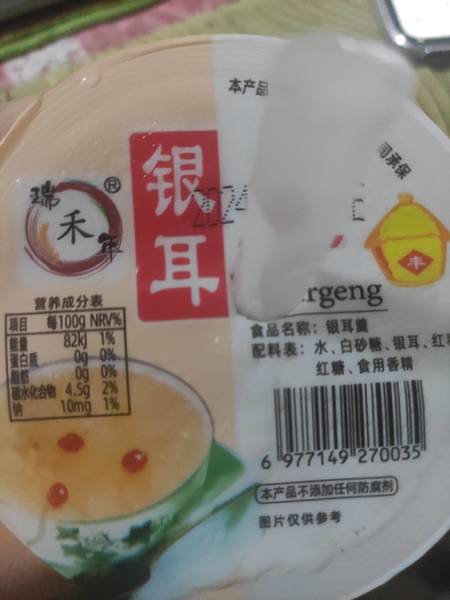 本产品
司承保
瑞禾年®
银耳
2024
丰
rgeng
营养成分表
项目 每100g NRV%
能量 82kJ 1%
蛋白质 0g 0%
脂肪 0g 0%
碳水化合物 4.5g 2%
钠 10mg 1%
食品名称：银耳羹
配料表：水、白砂糖、银耳、红枣
红糖、食用香精
6 977149 270035
本产品不添加任何防腐剂
图片仅供参考